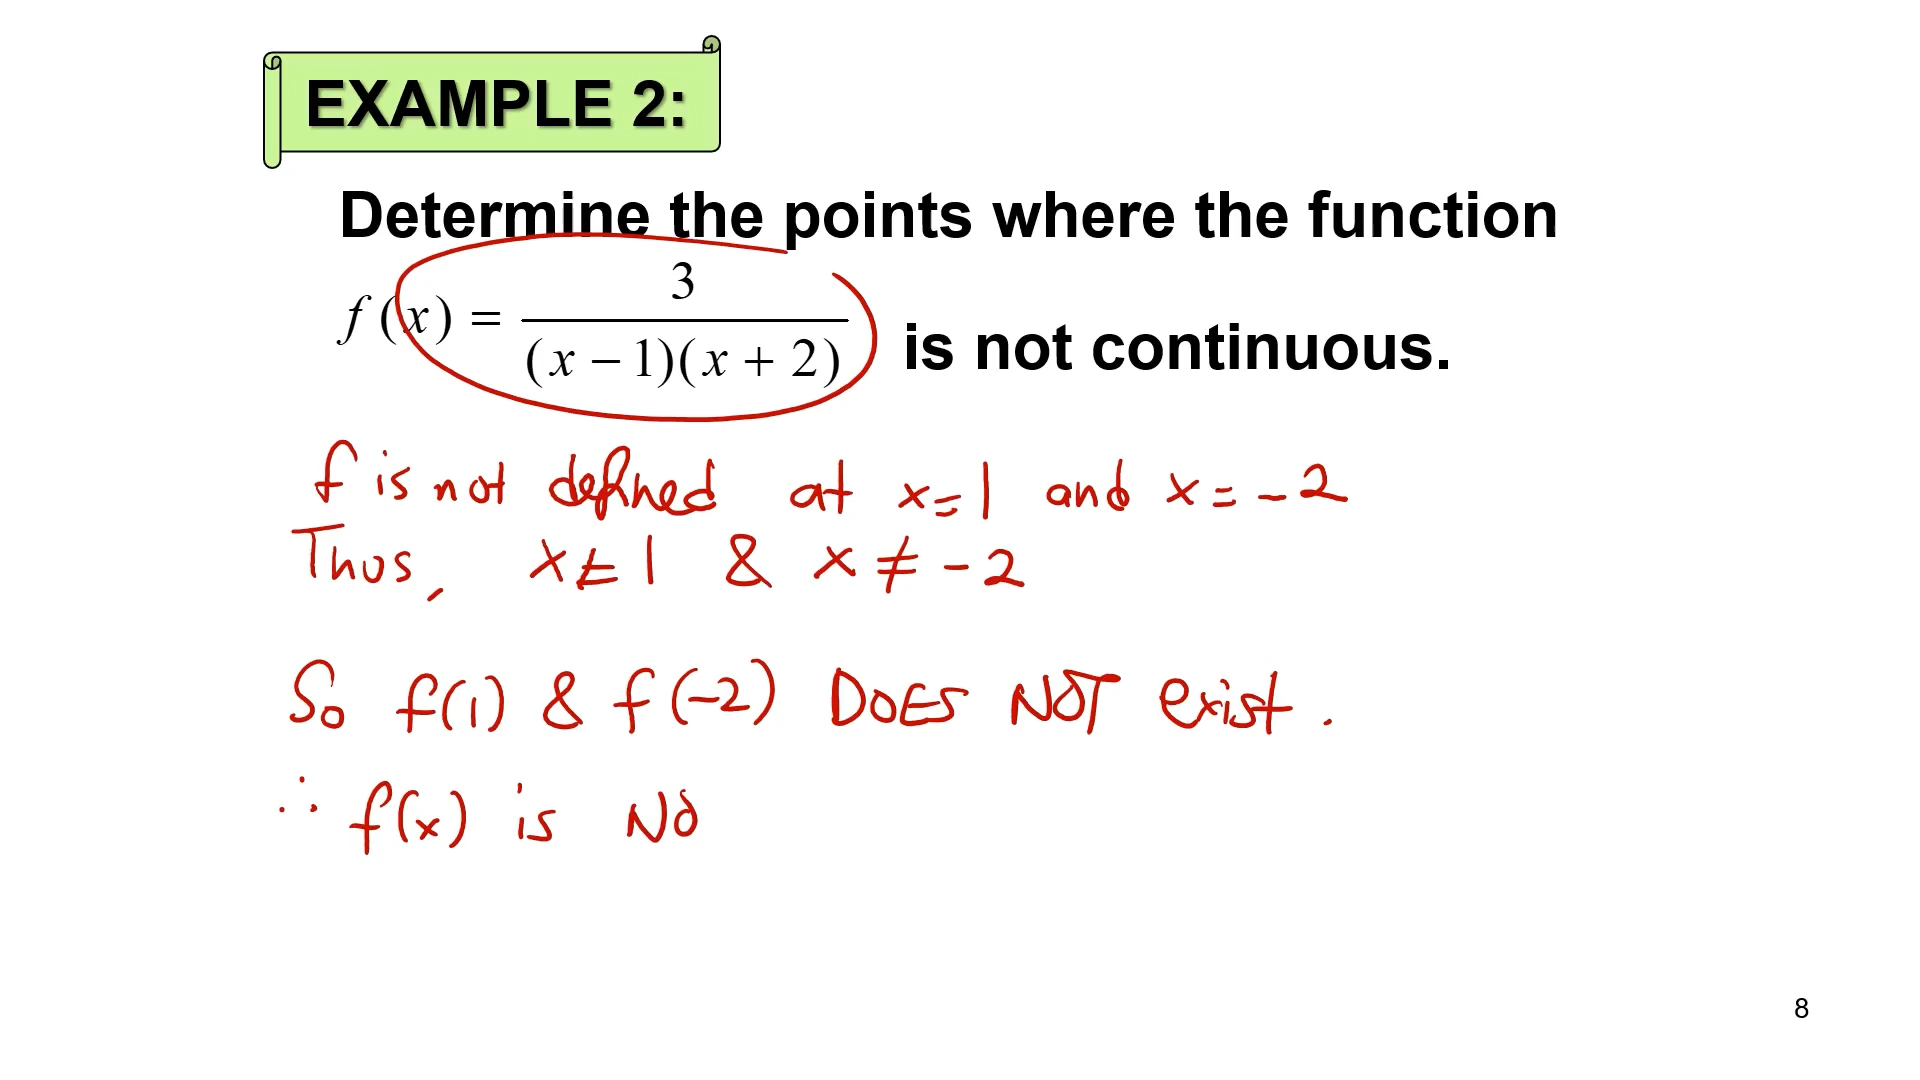 EXAMPLE 2:
Determine the points where the function
f(x) = 3 / ((x − 1)(x + 2)) is not continuous.
f is not defined at x = 1 and x = -2
Thus, x ≠ 1 & x ≠ -2
So f(1) & f(-2) DOES NOT exist.
∴ f(x) is NO
8